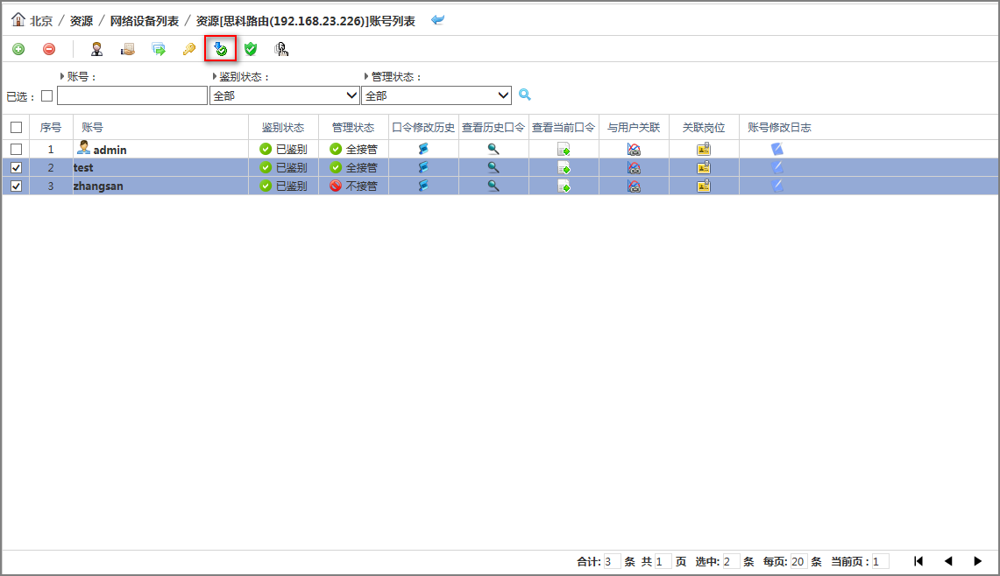 北京 / 资源 / 网络设备列表 / 资源[思科路由(192.168.23.226)]账号列表
账号： 鉴别状态： 管理状态：
已选： 全部 全部
序号 账号 鉴别状态 管理状态 口令修改历史 查看历史口令 查看当前口令 与用户关联 关联岗位 账号修改日志
1 admin 已鉴别 全接管
2 test 已鉴别 全接管
3 zhangsan 已鉴别 不接管
合计: 3 条 共 1 页 选中: 2 条 每页: 20 条 当前页: 1